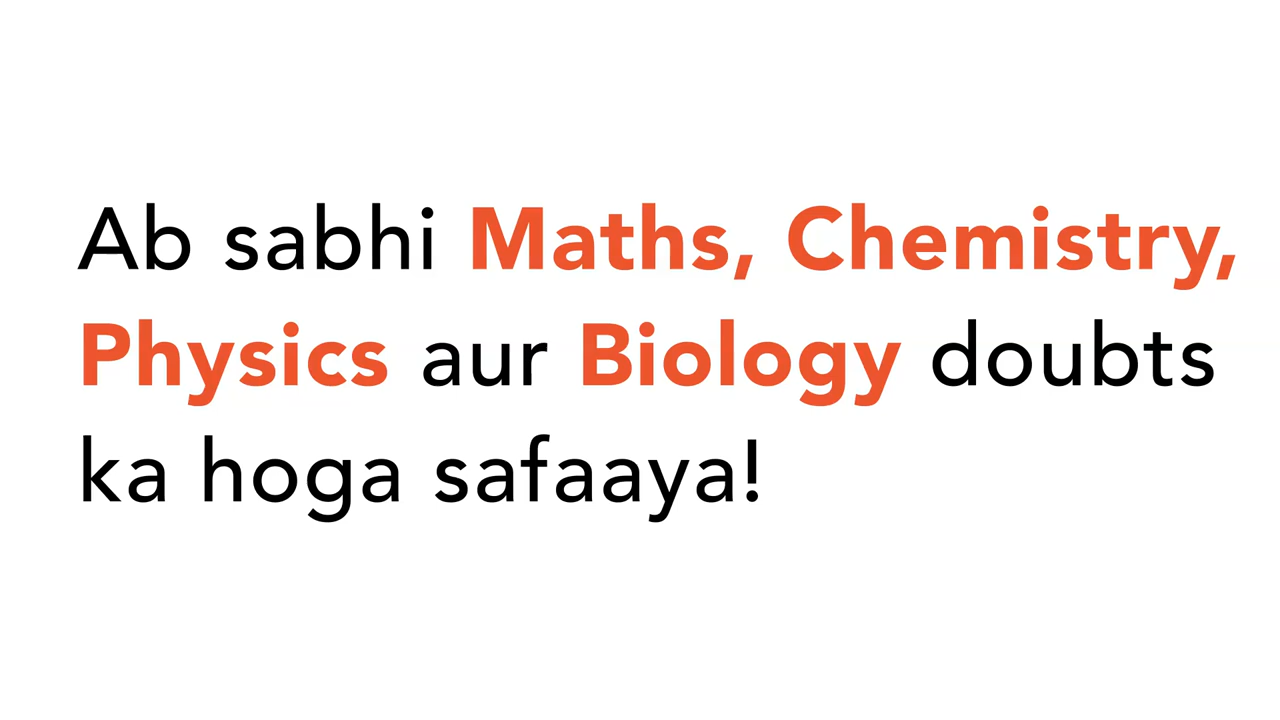 Ab sabhi Maths, Chemistry,
Physics aur Biology doubts
ka hoga safaaya!